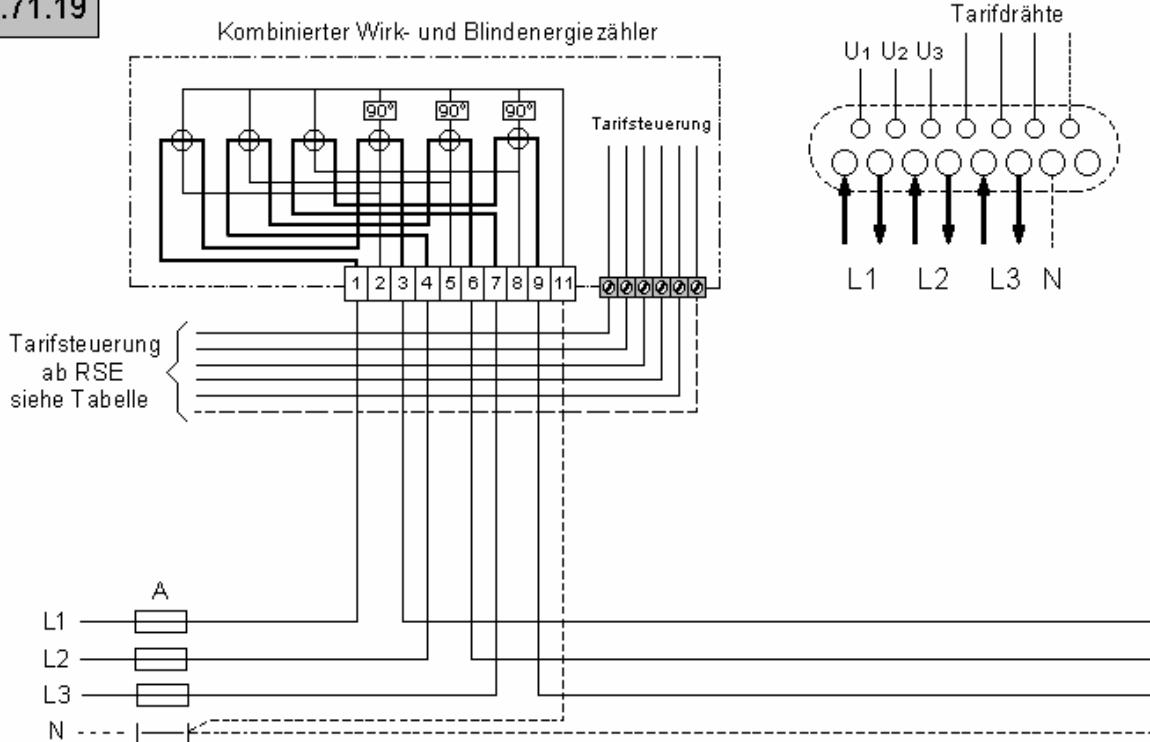 .71.19
Kombinierter Wirk- und Blindenergiezähler
90° 90° 90°
Tarifsteuerung
1 2 3 4 5 6 7 8 9 11
Tarifdrähte
U1 U2 U3
L1 L2 L3 N
Tarifsteuerung
ab RSE
siehe Tabelle
A
L1
L2
L3
N